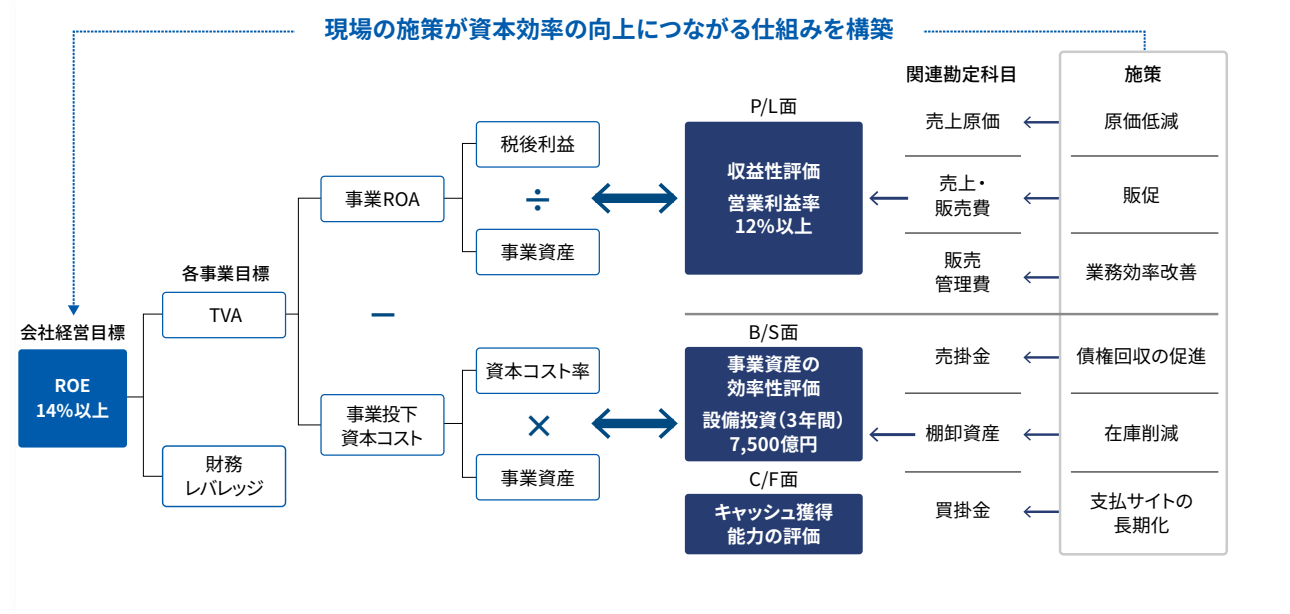 現場の施策が資本効率の向上につながる仕組みを構築
会社経営目標
ROE
14%以上
各事業目標
TVA
財務
レバレッジ
事業ROA
−
事業投下
資本コスト
税後利益
÷
事業資産
資本コスト率
×
事業資産
P/L面
収益性評価
営業利益率
12%以上
B/S面
事業資産の
効率性評価
設備投資（3年間）
7,500億円
C/F面
キャッシュ獲得
能力の評価
関連勘定科目
売上原価
売上・
販売費
販売
管理費
売掛金
棚卸資産
買掛金
施策
原価低減
販促
業務効率改善
債権回収の促進
在庫削減
支払サイトの
長期化